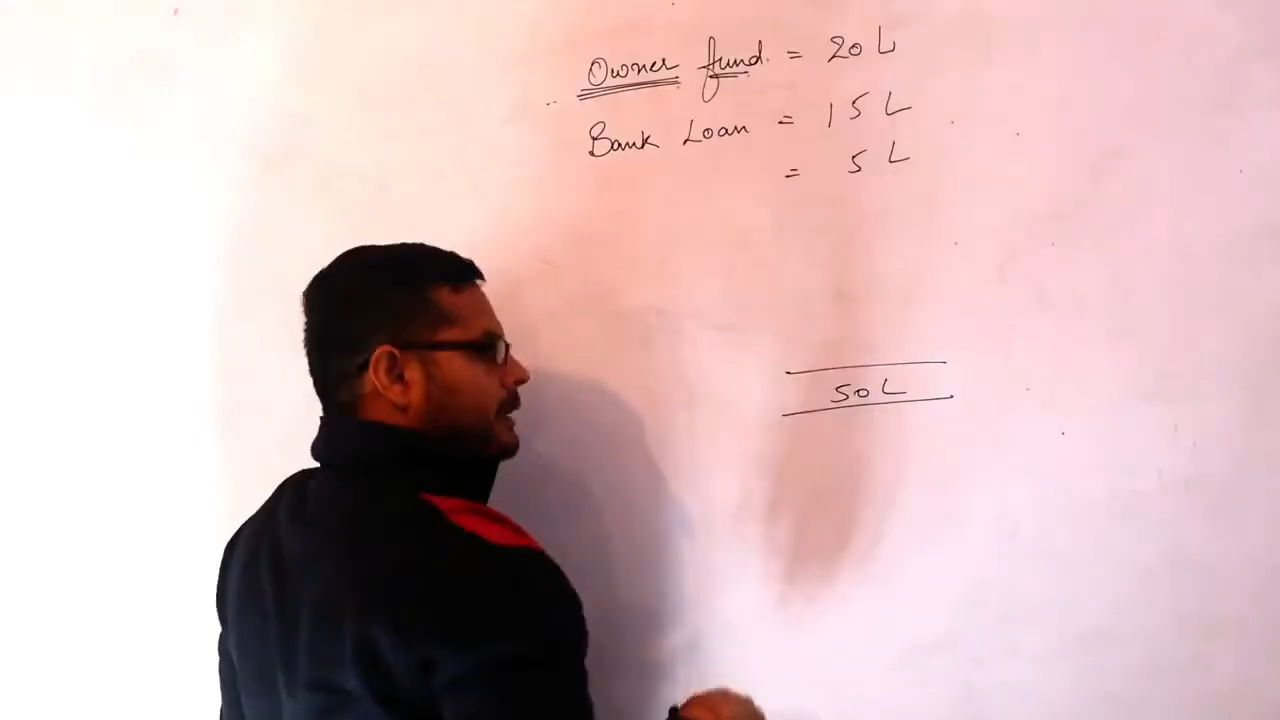 Owner fund. = 20 L
Bank Loan = 15 L
= 5 L
50 L